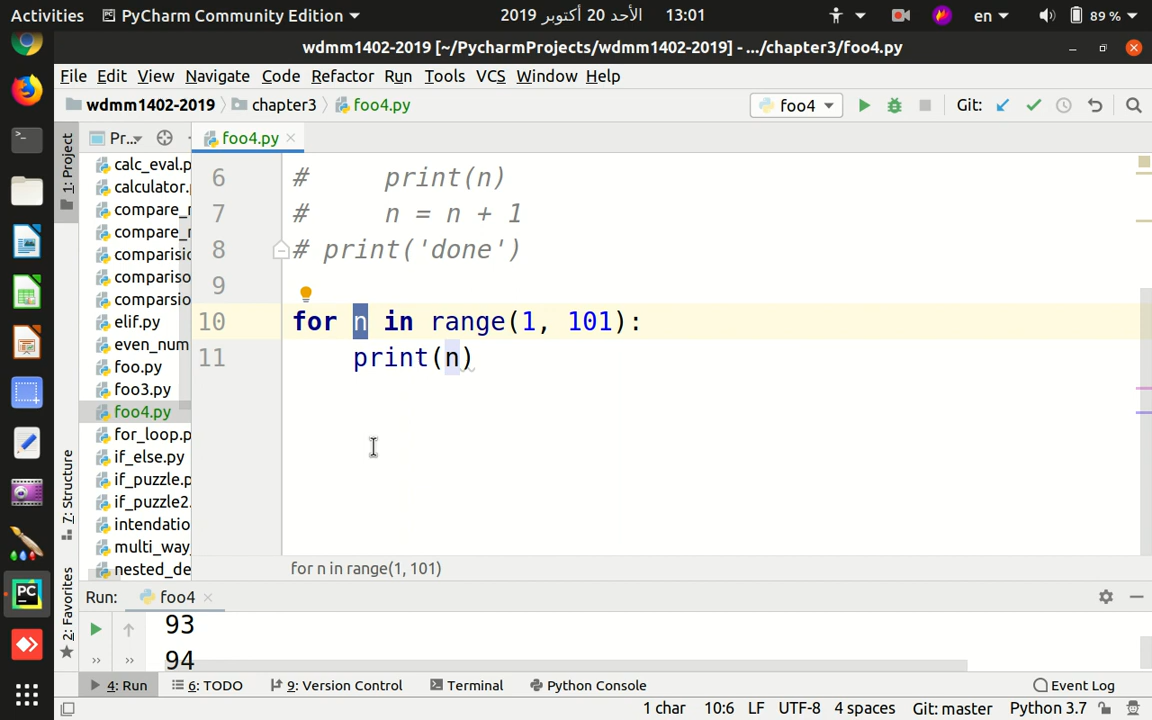 Activities PyCharm Community Edition 2019 الأحد 20 أكتوبر 13:01 en 89 %
wdmm1402-2019 [~/PycharmProjects/wdmm1402-2019] - .../chapter3/foo4.py
File Edit View Navigate Code Refactor Run Tools VCS Window Help
wdmm1402-2019 chapter3 foo4.py foo4 Git:
1: Project Pr... foo4.py
calc_eval.p
calculator.
compare_r
compare_r
comparisic
compariso
comparsio
elif.py
even_num
foo.py
foo3.py
foo4.py
for_loop.p
if_else.py
if_puzzle.p
if_puzzle2.
intendatio
multi_way_
nested_de
7: Structure
2: Favorites
6 #     print(n)
7 #     n = n + 1
8 # print('done')
9
10 for n in range(1, 101):
11     print(n)
for n in range(1, 101)
Run: foo4
93
94
4: Run 6: TODO 9: Version Control Terminal Python Console Event Log
1 char 10:6 LF UTF-8 4 spaces Git: master Python 3.7